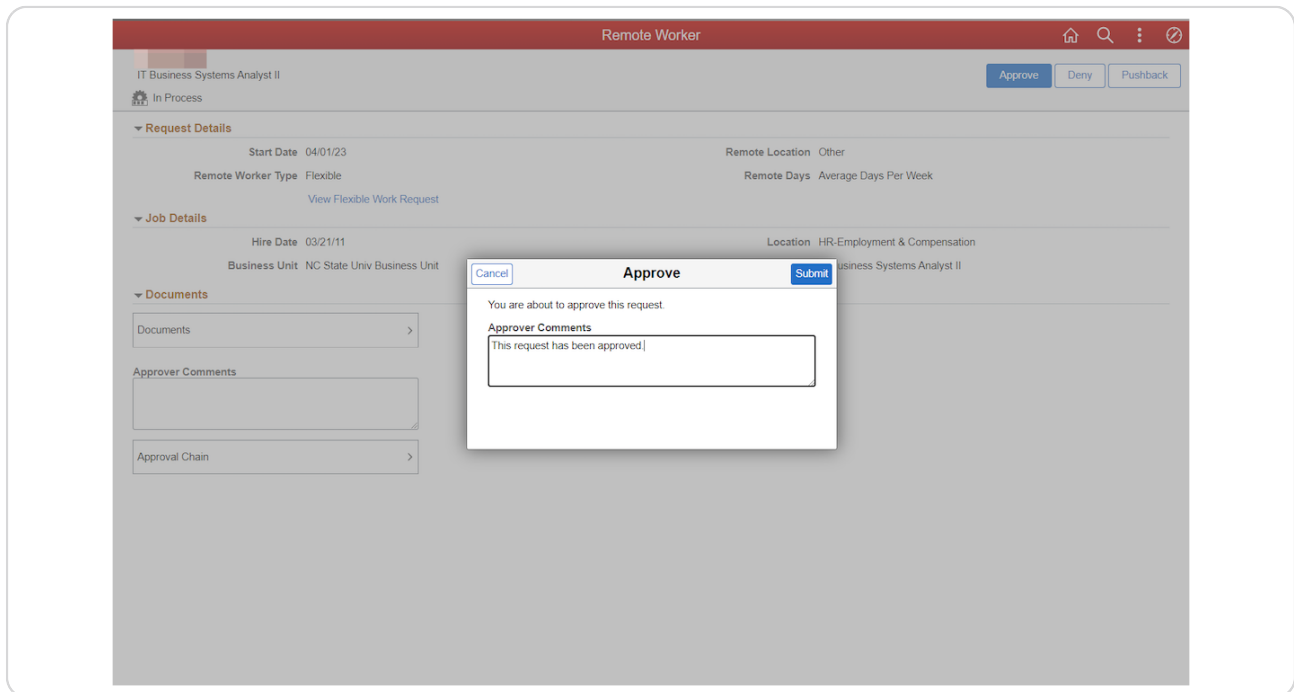 Remote Worker
IT Business Systems Analyst II
Approve Deny Pushback
In Process
Request Details
Start Date 04/01/23 Remote Location Other
Remote Worker Type Flexible Remote Days Average Days Per Week
View Flexible Work Request
Job Details
Hire Date 03/21/11 Location HR-Employment & Compensation
Business Unit NC State Univ Business Unit usiness Systems Analyst II
Cancel Approve Submit
You are about to approve this request.
Approver Comments
This request has been approved.
Documents
Documents
Approver Comments
Approval Chain